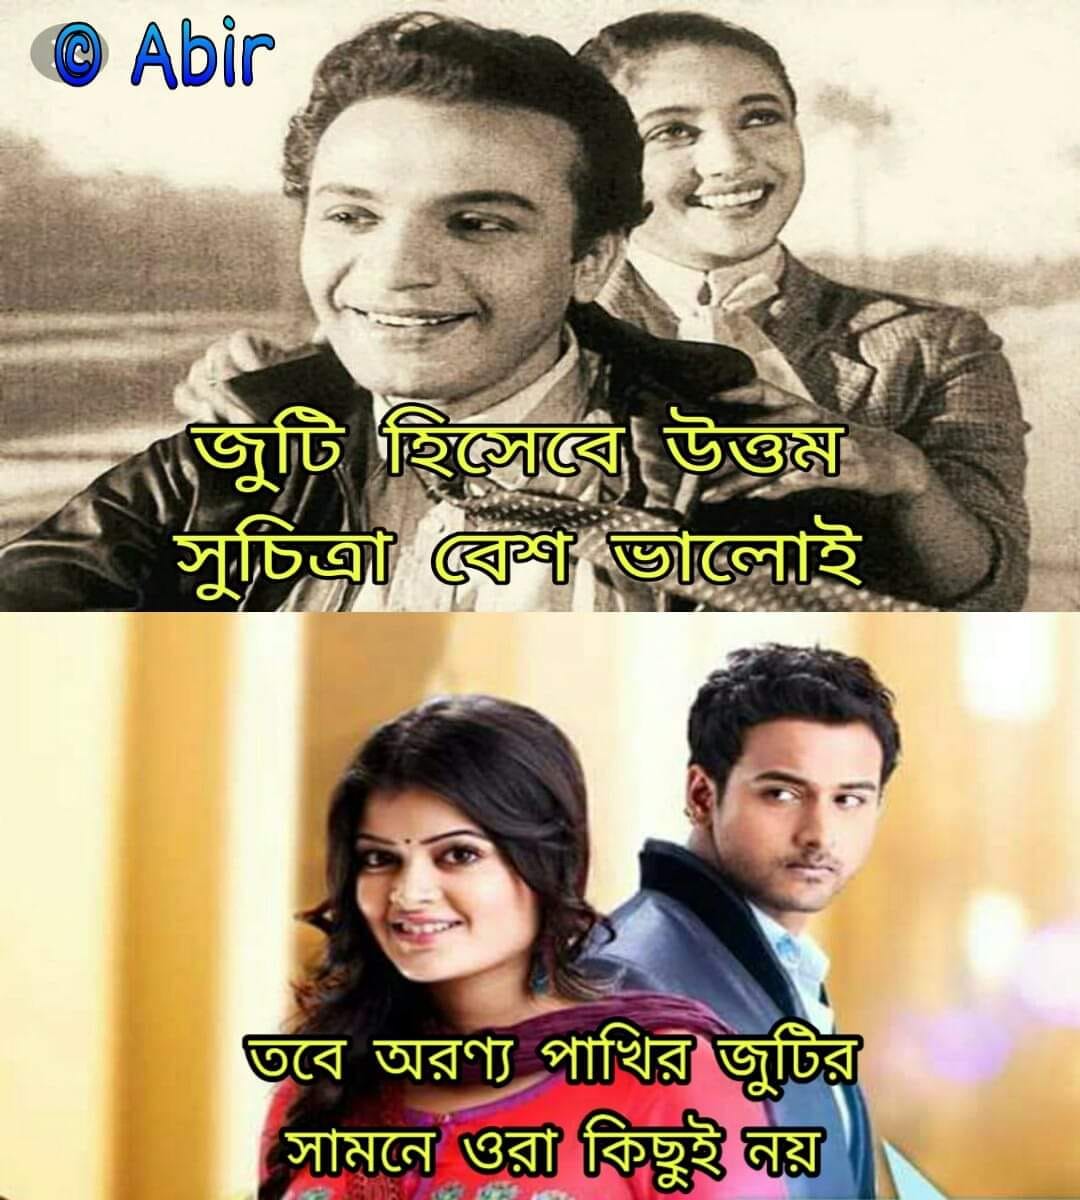 © Abir
জুটি হিসেবে উত্তম
সুচিত্রা বেশ ভালোই
তবে অরণ্য পাখির জুটির
সামনে ওরা কিছুই নয়